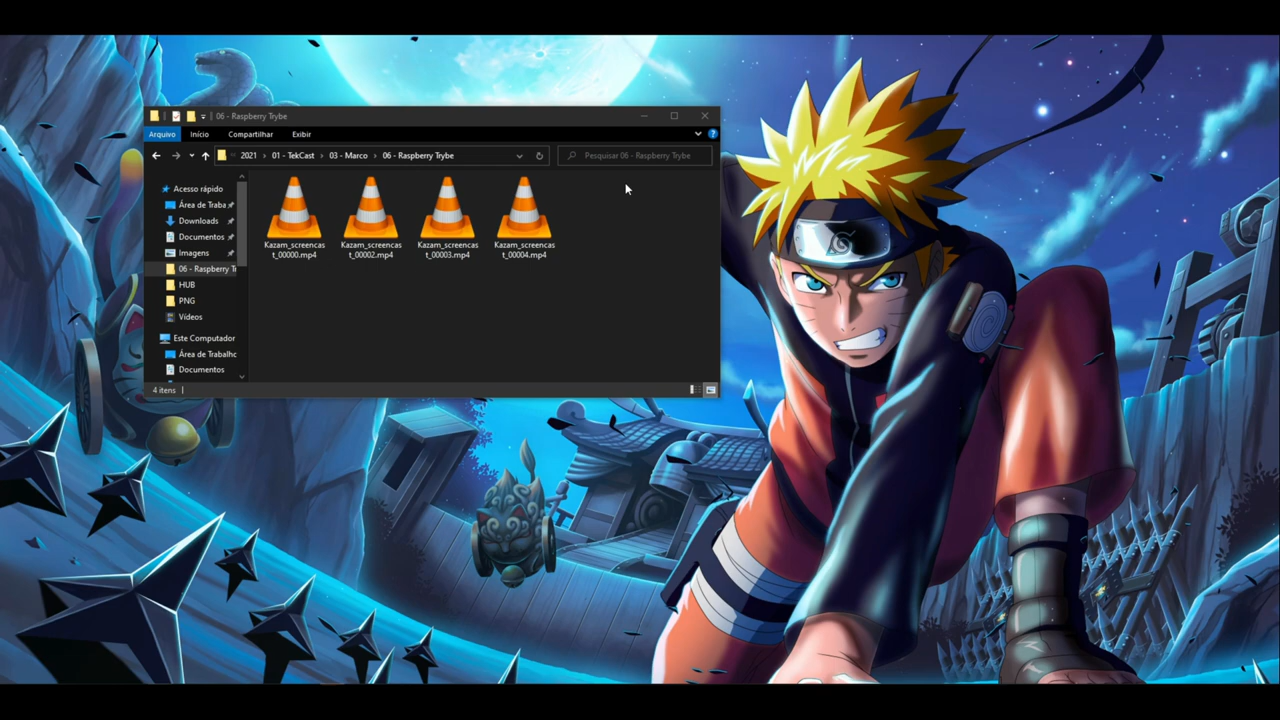 06 - Raspberry Trybe
Arquivo Início Compartilhar Exibir
2021 › 01 - TekCast › 03 - Marco › 06 - Raspberry Trybe
Pesquisar 06 - Raspberry Trybe
Acesso rápido
Área de Traba
Downloads
Documentos
Imagens
06 - Raspberry Tr
HUB
PNG
Vídeos
Este Computador
Área de Trabalhc
Documentos
Kazam_screencas
t_00000.mp4
Kazam_screencas
t_00002.mp4
Kazam_screencas
t_00003.mp4
Kazam_screencas
t_00004.mp4
4 itens